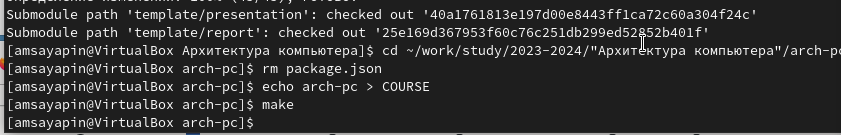 Submodule path 'template/presentation': checked out '40a1761813e197d00e8443ff1ca72c60a304f24c'
Submodule path 'template/report': checked out '25e169d367953f60c76c251db299ed52852b401f'
[amsayapin@VirtualBox Архитектура компьютера]$ cd ~/work/study/2023-2024/"Архитектура компьютера"/arch-pc
[amsayapin@VirtualBox arch-pc]$ rm package.json
[amsayapin@VirtualBox arch-pc]$ echo arch-pc > COURSE
[amsayapin@VirtualBox arch-pc]$ make
[amsayapin@VirtualBox arch-pc]$